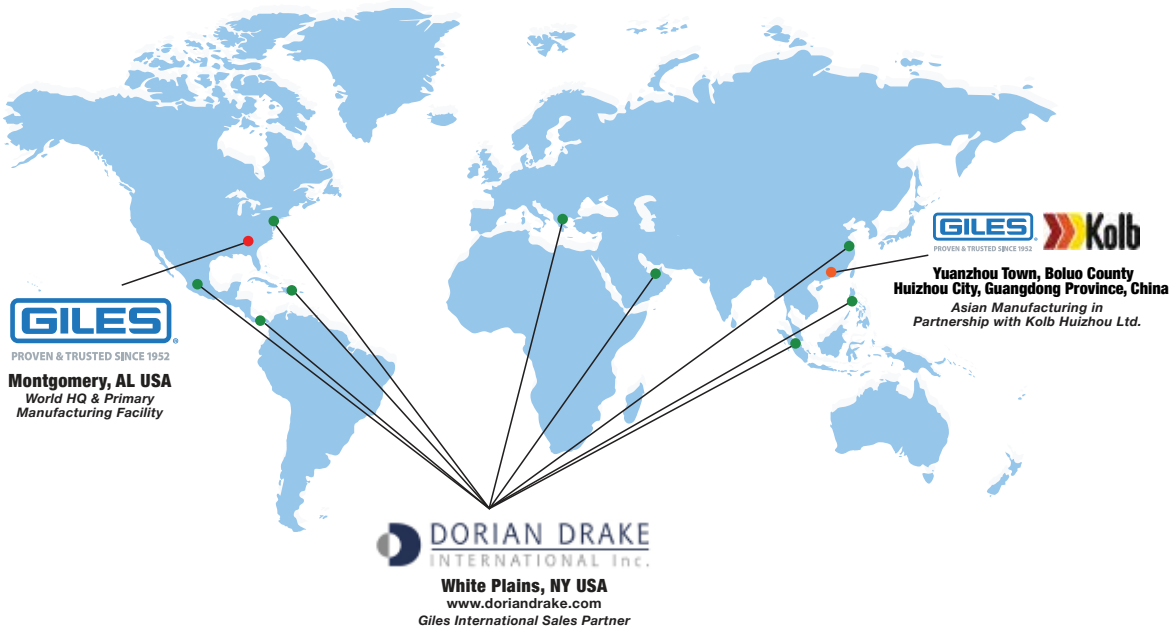 GILES®
PROVEN & TRUSTED SINCE 1952
Montgomery, AL USA
World HQ & Primary
Manufacturing Facility
DORIAN DRAKE
INTERNATIONAL Inc.
White Plains, NY USA
www.doriandrake.com
Giles International Sales Partner
GILES®
PROVEN & TRUSTED SINCE 1952
Kolb
Yuanzhou Town, Boluo County
Huizhou City, Guangdong Province, China
Asian Manufacturing in
Partnership with Kolb Huizhou Ltd.